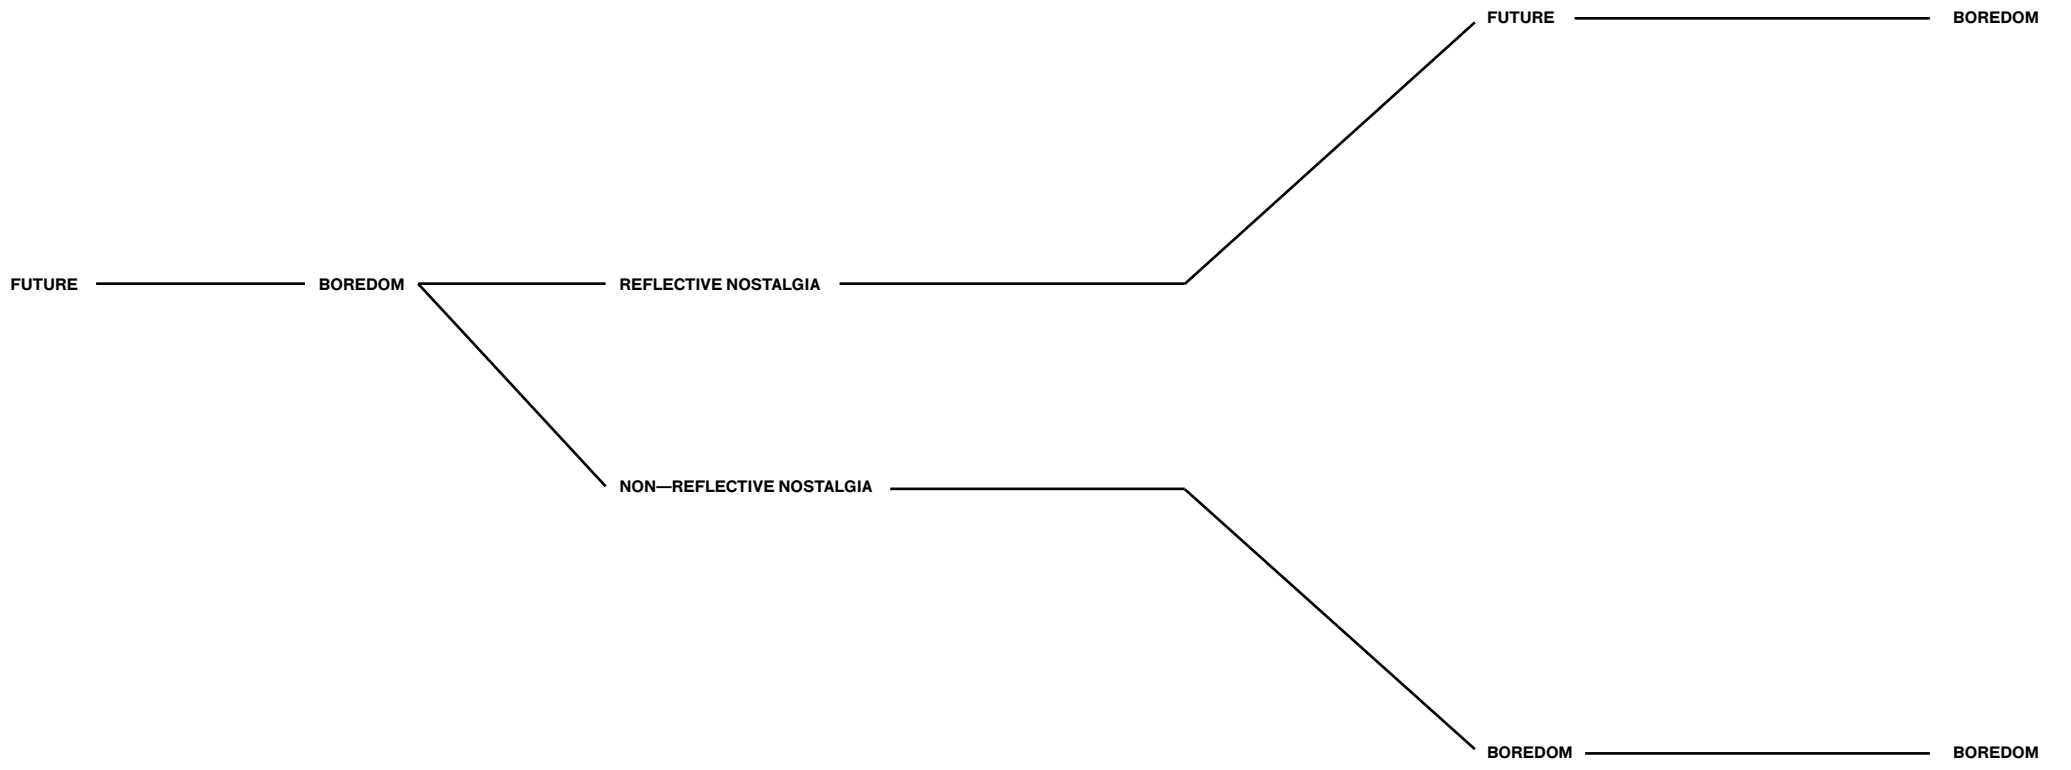 FUTURE BOREDOM
FUTURE BOREDOM REFLECTIVE NOSTALGIA
NON—REFLECTIVE NOSTALGIA
BOREDOM BOREDOM